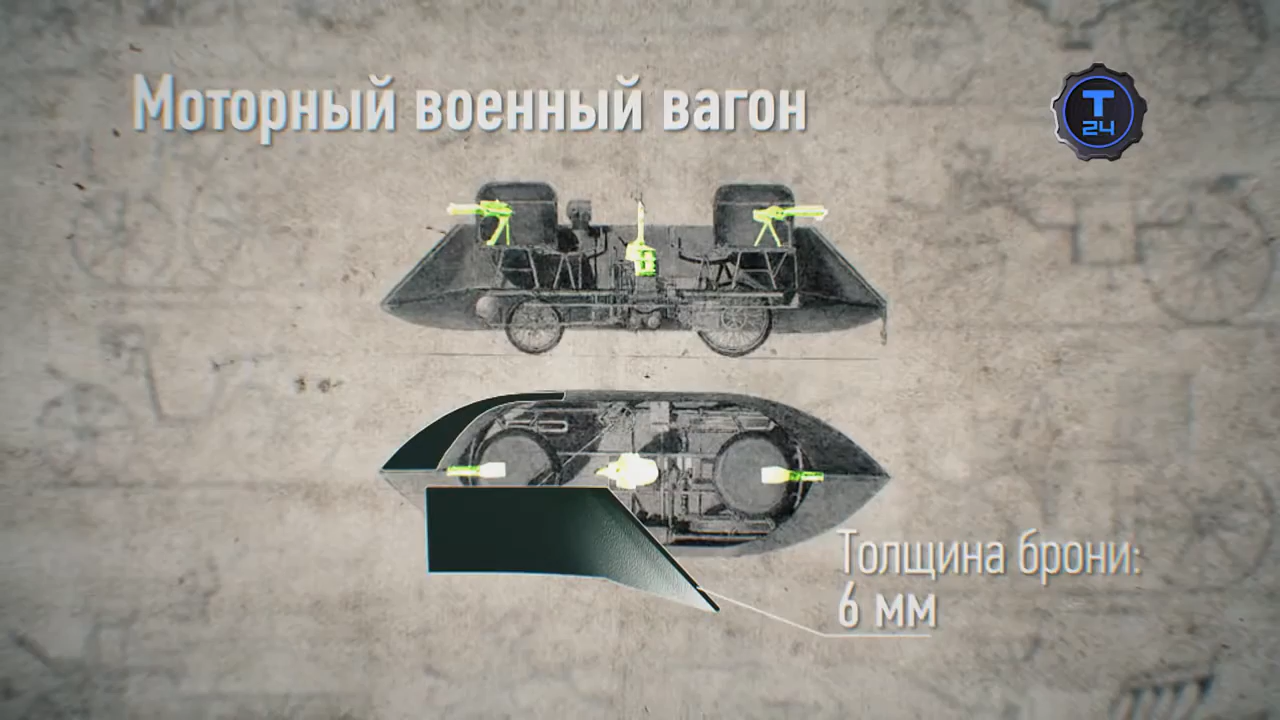 Моторный военный вагон
Т
24
Толщина брони:
6 мм